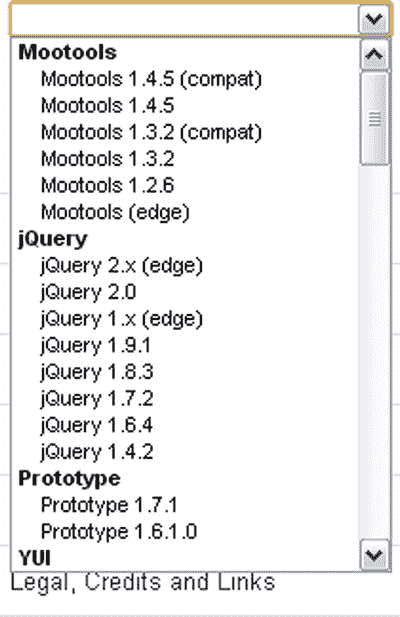 Mootools
Mootools 1.4.5 (compat)
Mootools 1.4.5
Mootools 1.3.2 (compat)
Mootools 1.3.2
Mootools 1.2.6
Mootools (edge)
jQuery
jQuery 2.x (edge)
jQuery 2.0
jQuery 1.x (edge)
jQuery 1.9.1
jQuery 1.8.3
jQuery 1.7.2
jQuery 1.6.4
jQuery 1.4.2
Prototype
Prototype 1.7.1
Prototype 1.6.1.0
YUI
Legal, Credits and Links